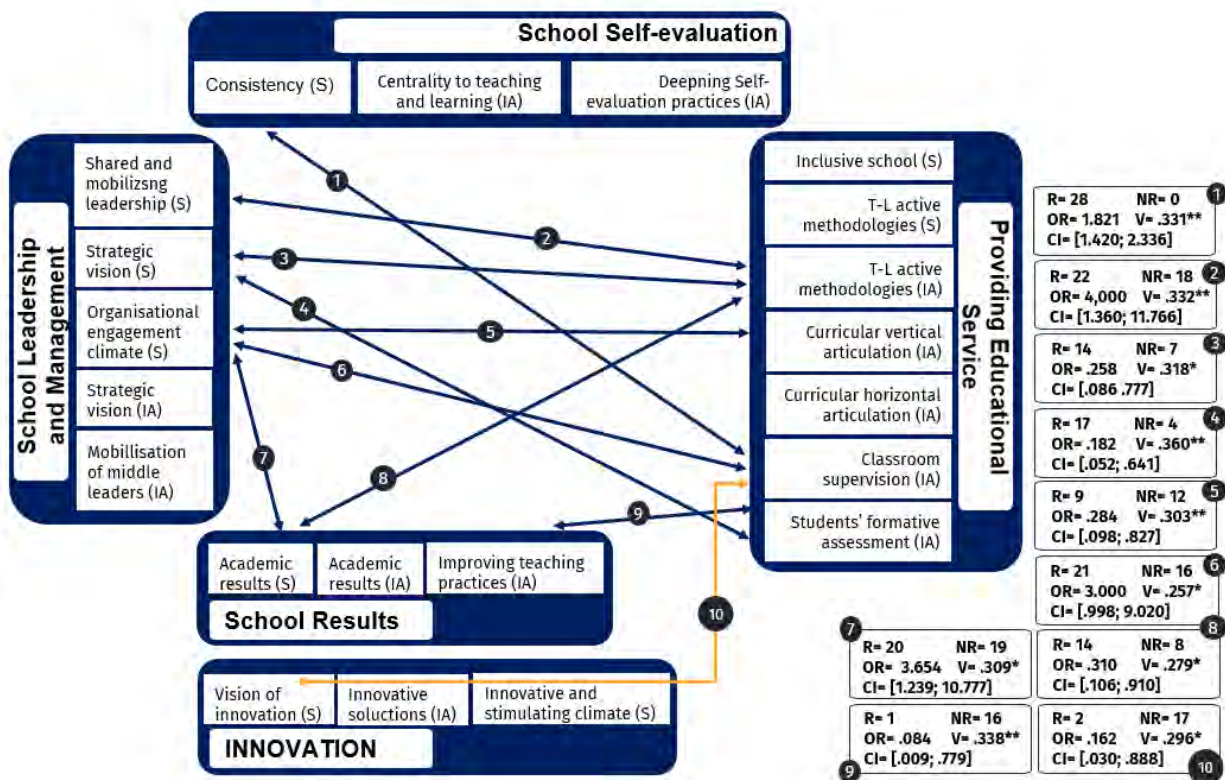 School Self-evaluation
Consistency (S)
Centrality to teaching
and learning (IA)
Deepning Self-
evaluation practices (IA)
School Leadership
and Management
Shared and
mobilizsng
leadership (S)
Strategic
vision (S)
Organisational
engagement
climate (S)
Strategic
vision (IA)
Mobillisation
of middle
leaders (IA)
Inclusive school (S)
T-L active
methodologies (S)
T-L active
methodologies (IA)
Curricular vertical
articulation (IA)
Curricular horizontal
articulation (IA)
Classroom
supervision (IA)
Students' formative
assessment (IA)
Providing Educational
Service
1
2
3
4
5
6
7
8
9
10
Academic
results (S)
Academic
results (IA)
Improving teaching
practices (IA)
School Results
Vision of
innovation (S)
Innovative
soluctions (IA)
Innovative and
stimulating climate (S)
INNOVATION
1
R= 28 NR= 0
OR= 1.821 V= .331**
CI= [1.420; 2.336]
2
R= 22 NR= 18
OR= 4,000 V= .332**
CI= [1.360; 11.766]
3
R= 14 NR= 7
OR= .258 V= .318*
CI= [.086 .777]
4
R= 17 NR= 4
OR= .182 V= .360**
CI= [.052; .641]
5
R= 9 NR= 12
OR= .284 V= .303**
CI= [.098; .827]
6
R= 21 NR= 16
OR= 3.000 V= .257*
CI= [.998; 9.020]
7
R= 20 NR= 19
OR= 3.654 V= .309*
CI= [1.239; 10.777]
8
R= 14 NR= 8
OR= .310 V= .279*
CI= [.106; .910]
R= 1 NR= 16
OR= .084 V= .338**
CI= [.009; .779]
9
R= 2 NR= 17
OR= .162 V= .296*
CI= [.030; .888]
10